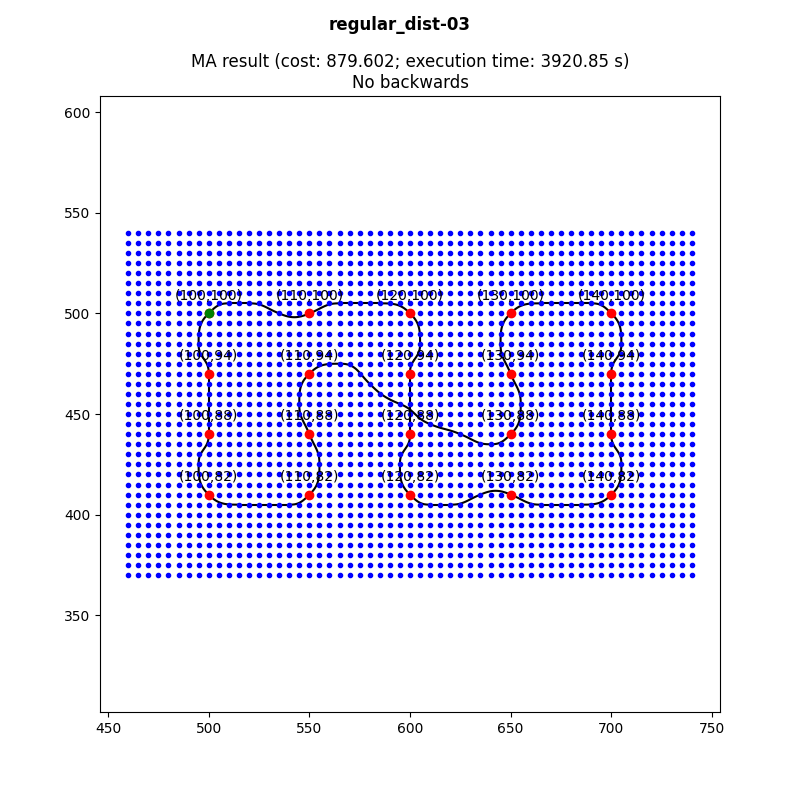 regular_dist-03
MA result (cost: 879.602; execution time: 3920.85 s)
No backwards
600
550
500
450
400
350
(100,100) (110,100) (120,100) (130,100) (140,100)
(100,94) (110,94) (120,94) (130,94) (140,94)
(100,88) (110,88) (120,88) (130,88) (140,88)
(100,82) (110,82) (120,82) (130,82) (140,82)
450 500 550 600 650 700 750